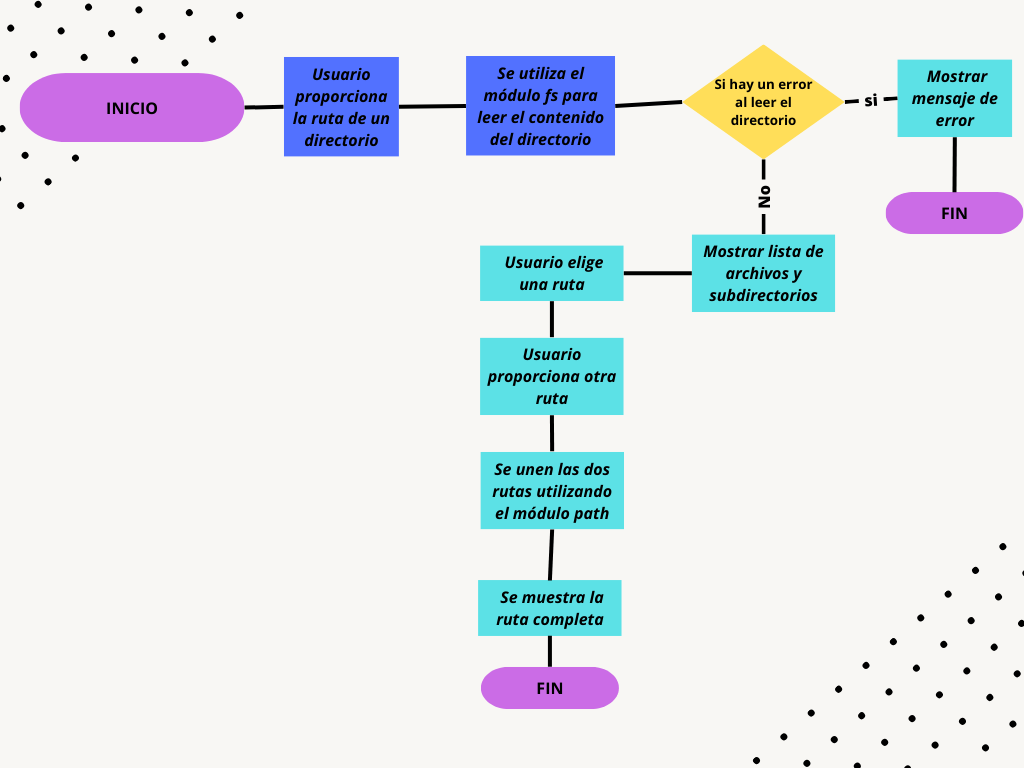 INICIO
Usuario
proporciona
la ruta de un
directorio
Se utiliza el
módulo fs para
leer el contenido
del directorio
Si hay un error
al leer el
directorio
si
Mostrar
mensaje de
error
FIN
No
Mostrar lista de
archivos y
subdirectorios
Usuario elige
una ruta
Usuario
proporciona otra
ruta
Se unen las dos
rutas utilizando
el módulo path
Se muestra la
ruta completa
FIN